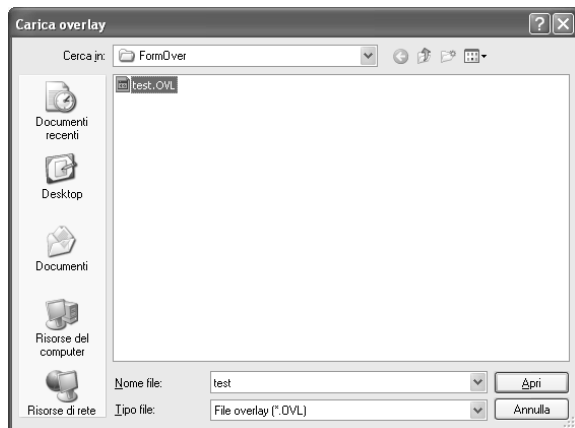 Carica overlay
Cerca in:
FormOver
test.OVL
Documenti
recenti
Desktop
Documenti
Risorse del
computer
Risorse di rete
Nome file:
test
Apri
Tipo file:
File overlay (*.OVL)
Annulla